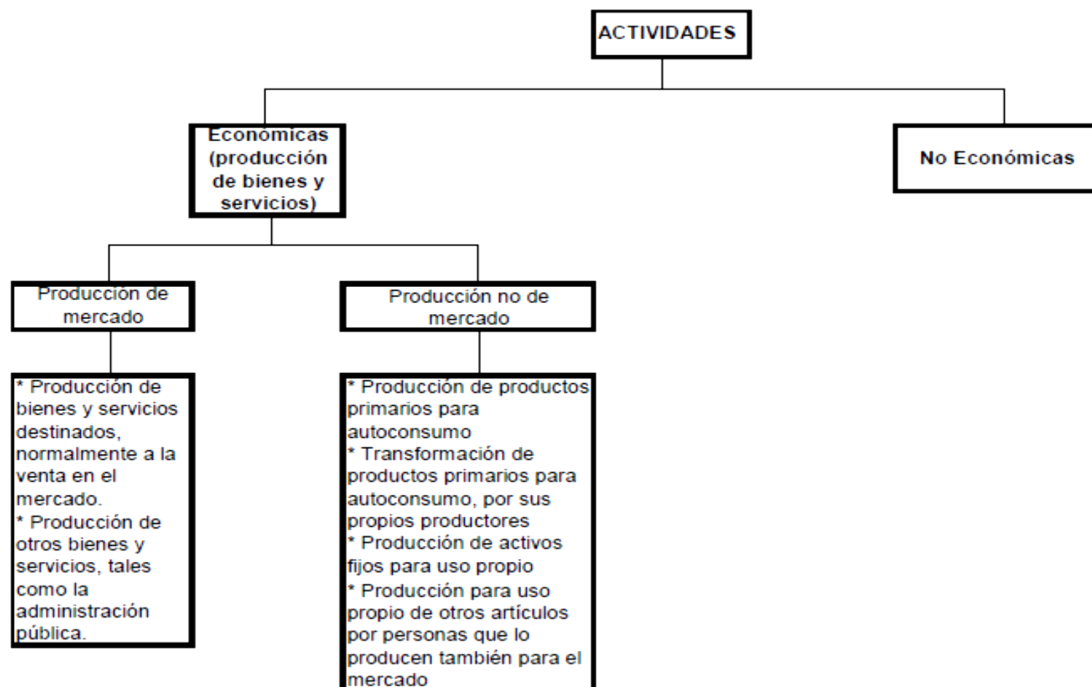 ACTIVIDADES
Económicas
(producción
de bienes y
servicios)
No Económicas
Producción de
mercado
Producción no de
mercado
* Producción de
bienes y servicios
destinados,
normalmente a la
venta en el
mercado.
* Producción de
otros bienes y
servicios, tales
como la
administración
pública.
* Producción de productos
primarios para
autoconsumo
* Transformación de
productos primarios para
autoconsumo, por sus
propios productores
* Producción de activos
fijos para uso propio
* Producción para uso
propio de otros artículos
por personas que lo
producen también para el
mercado